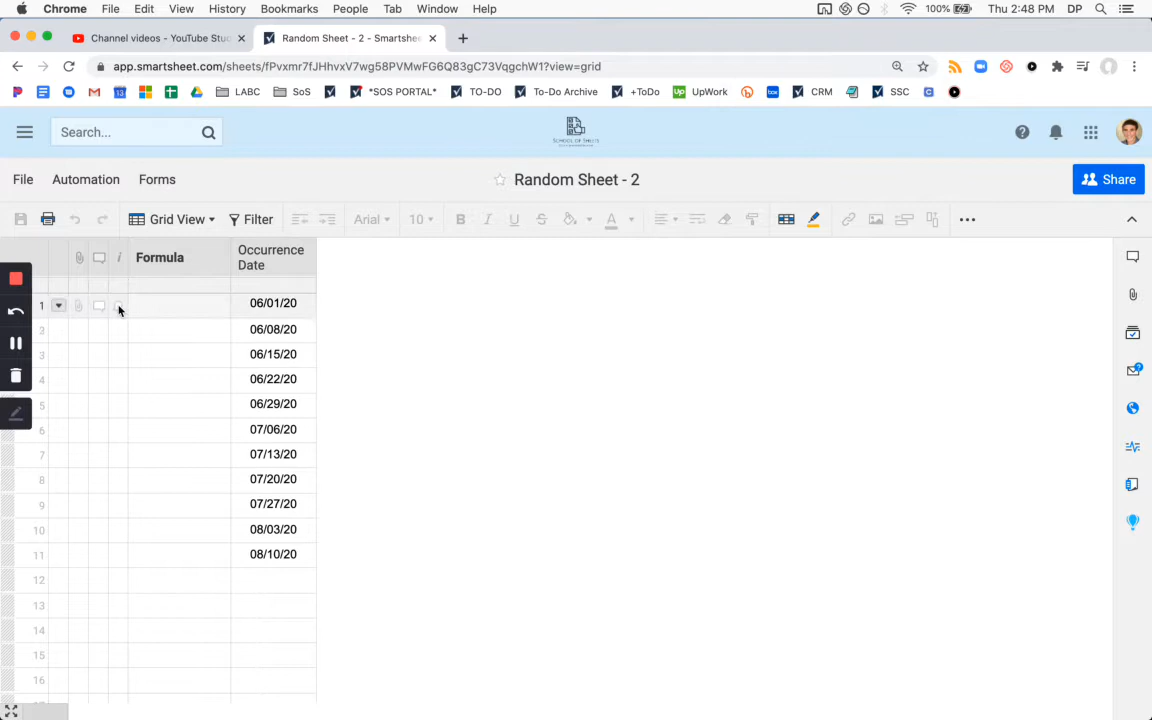 Chrome File Edit View History Bookmarks People Tab Window Help 100% Thu 2:48 PM DP
Channel videos - YouTube Stu × Random Sheet - 2 - Smartshe × +
app.smartsheet.com/sheets/fPvxmr7fJHhvxV7wg58PVMwFG6Q83gC73VqgchW1?view=grid
LABC SoS *SOS PORTAL* TO-DO To-Do Archive +ToDo UpWork CRM SSC
Search...
SCHOOL OF SHEETS
File Automation Forms Random Sheet - 2 Share
Grid View Filter Arial 10 B I U S A
Formula Occurrence Date
1 06/01/20
2 06/08/20
3 06/15/20
4 06/22/20
5 06/29/20
6 07/06/20
7 07/13/20
8 07/20/20
9 07/27/20
10 08/03/20
11 08/10/20
12
13
14
15
16